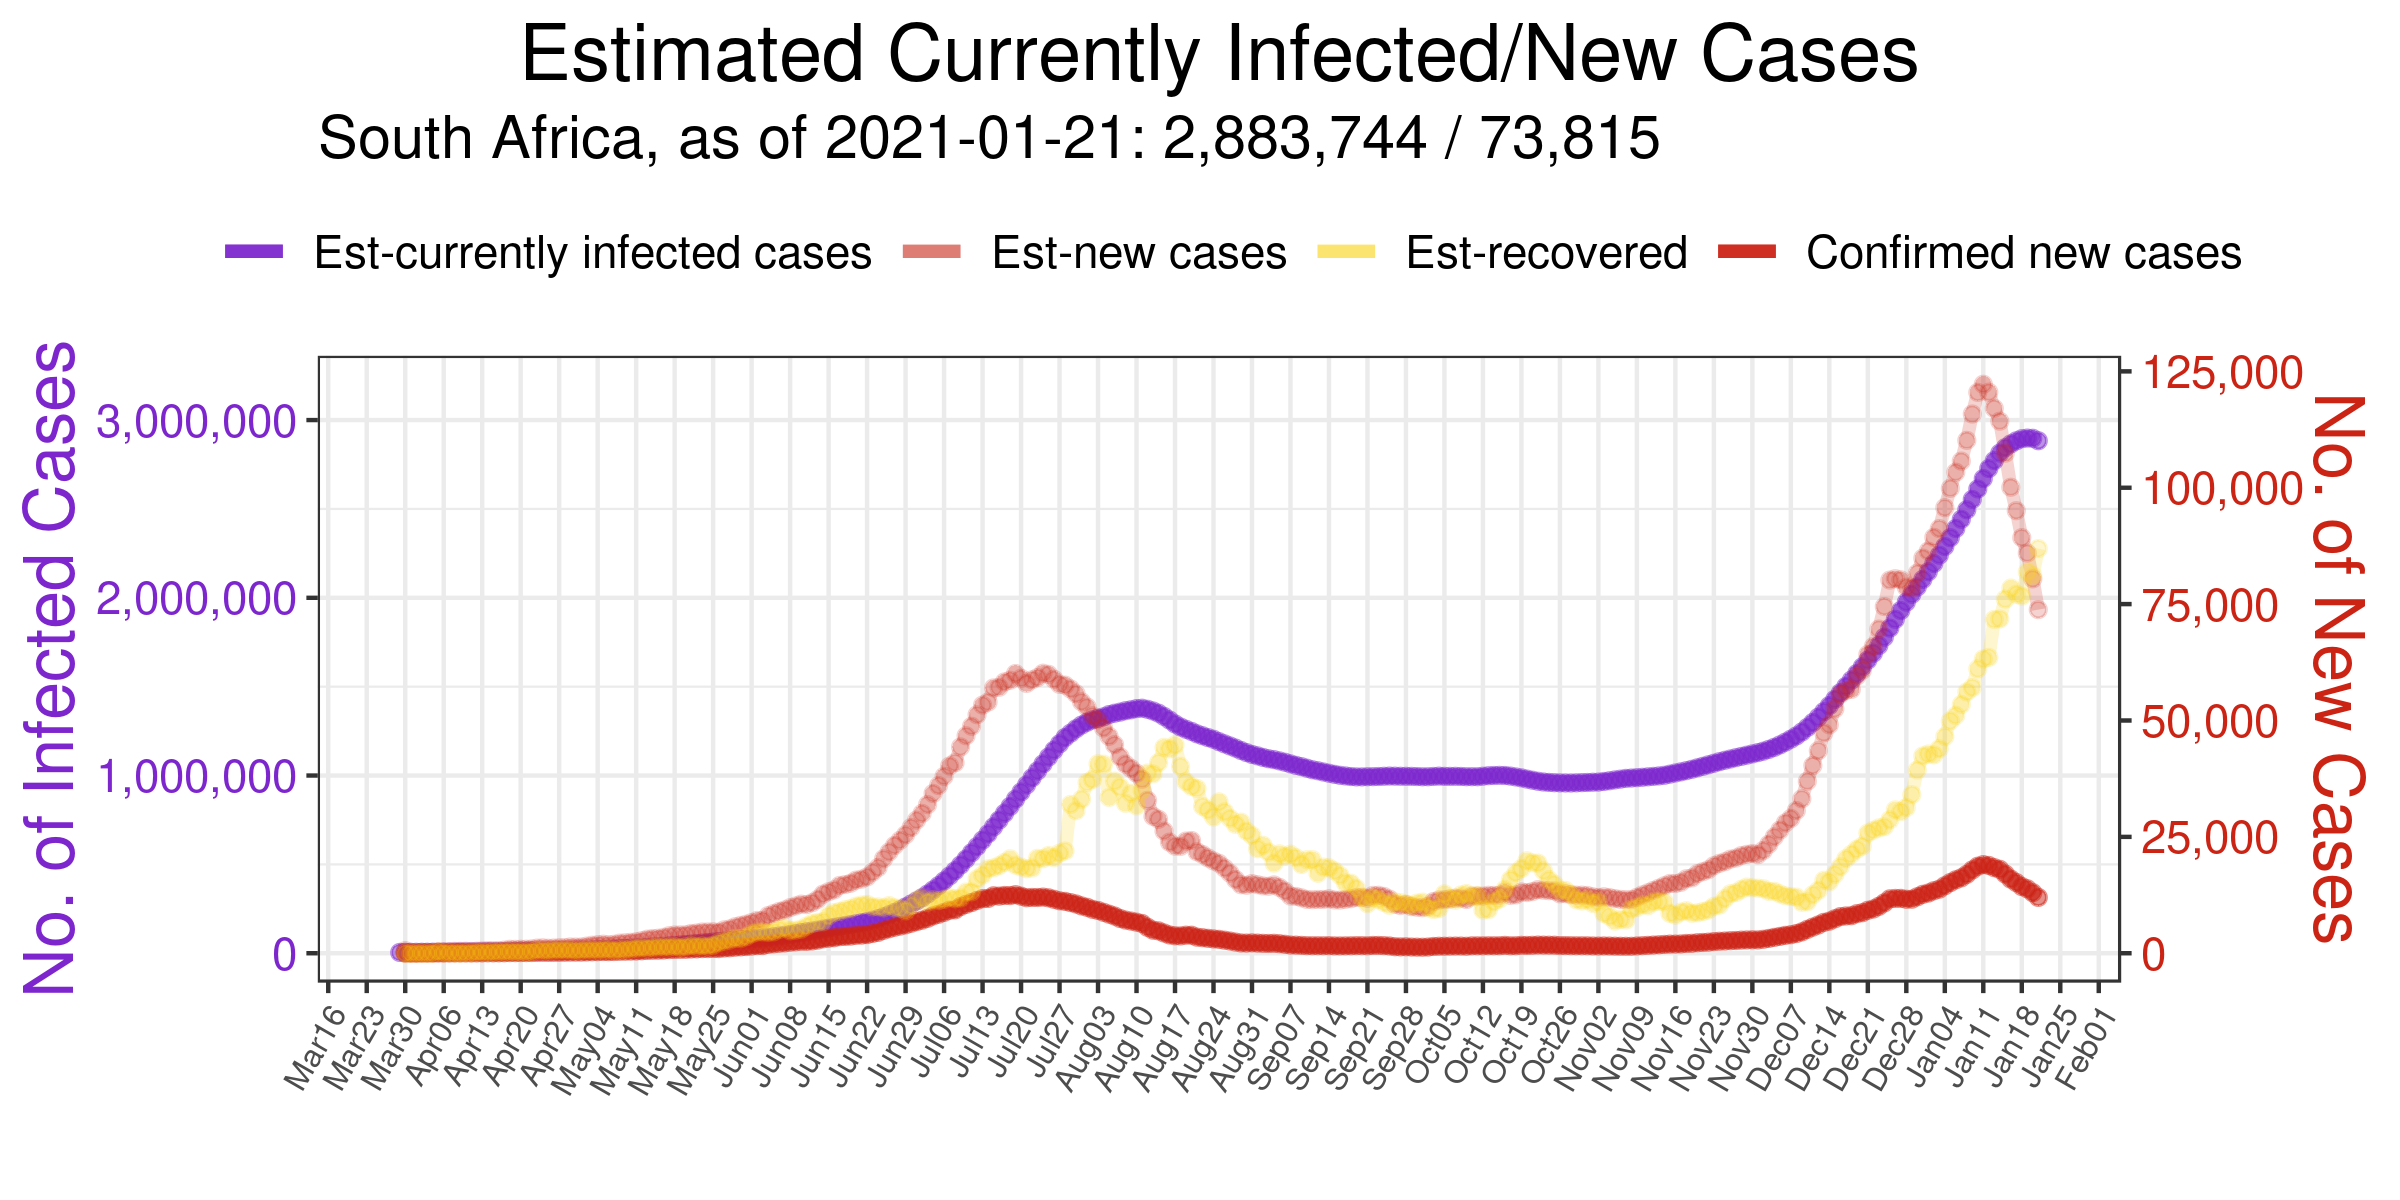 Estimated Currently Infected/New Cases
South Africa, as of 2021-01-21: 2,883,744 / 73,815
Est-currently infected cases Est-new cases Est-recovered Confirmed new cases
No. of Infected Cases
3,000,000
2,000,000
1,000,000
0
125,000
100,000
75,000
50,000
25,000
0
No. of New Cases
Mar16 Mar23 Mar30 Apr06 Apr13 Apr20 Apr27 May04 May11 May18 May25 Jun01 Jun08 Jun15 Jun22 Jun29 Jul06 Jul13 Jul20 Jul27 Aug03 Aug10 Aug17 Aug24 Aug31 Sep07 Sep14 Sep21 Sep28 Oct05 Oct12 Oct19 Oct26 Nov02 Nov09 Nov16 Nov23 Nov30 Dec07 Dec14 Dec21 Dec28 Jan04 Jan11 Jan18 Jan25 Feb01